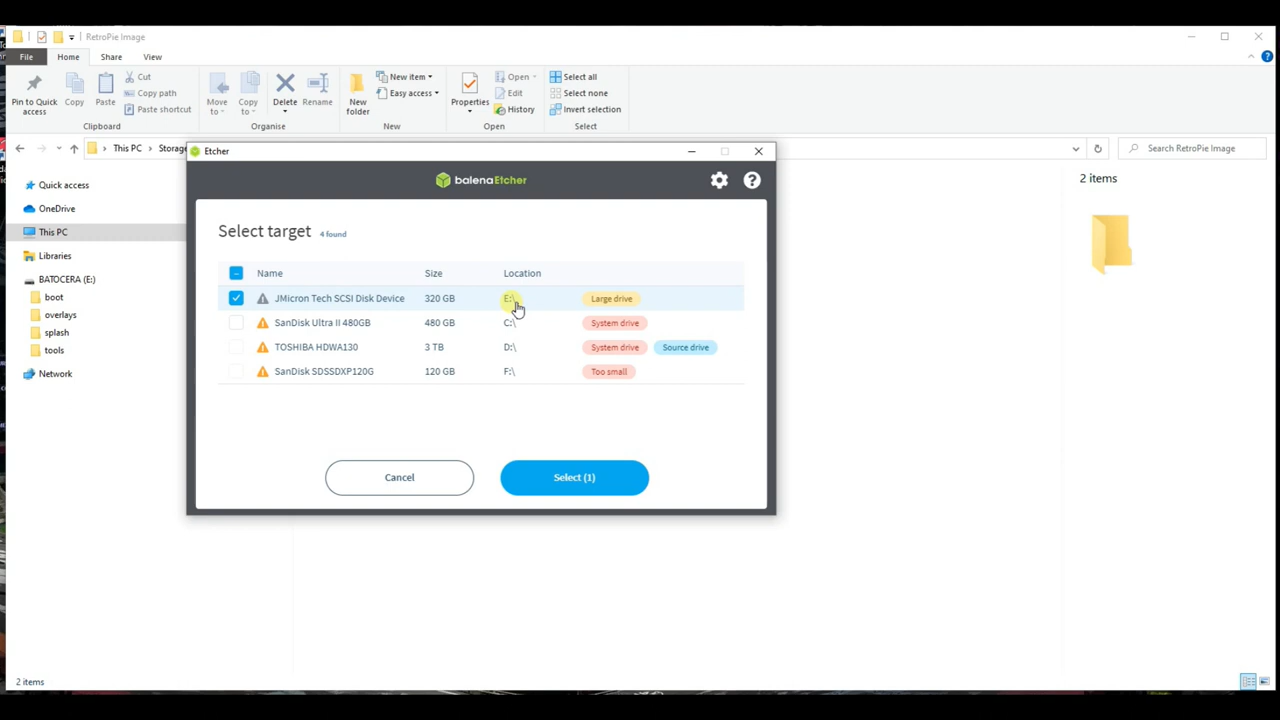 RetroPie Image
File Home Share View
Pin to Quick access
Copy
Paste
Cut
Copy path
Paste shortcut
Clipboard
Move to
Copy to
Delete
Rename
Organise
New folder
New item
Easy access
New
Properties
Open
Edit
History
Open
Select all
Select none
Invert selection
Select
This PC > Storage
Search RetroPie Image
Quick access
OneDrive
This PC
Libraries
BATOCERA (E:)
boot
overlays
splash
tools
Network
Etcher
balenaEtcher
Select target 4 found
Name Size Location
JMicron Tech SCSI Disk Device 320 GB E:\ Large drive
SanDisk Ultra II 480GB 480 GB C:\ System drive
TOSHIBA HDWA130 3 TB D:\ System drive Source drive
SanDisk SDSSDXP120G 120 GB F:\ Too small
Cancel
Select (1)
2 items
2 items